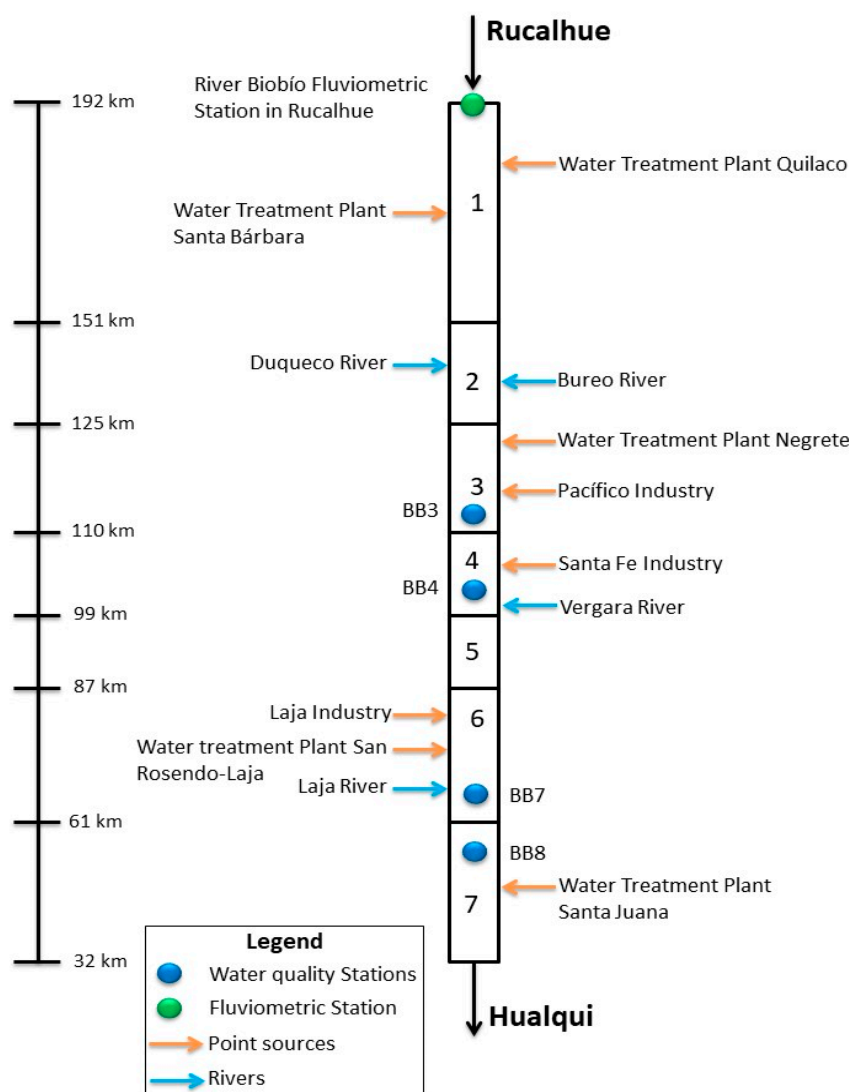 Rucalhue
River Biobío Fluviometric
Station in Rucalhue
192 km
Water Treatment Plant Quilaco
1
Water Treatment Plant
Santa Bárbara
151 km
Duqueco River
2
Bureo River
125 km
Water Treatment Plant Negrete
3
Pacífico Industry
BB3
110 km
4
Santa Fe Industry
BB4
Vergara River
99 km
5
87 km
Laja Industry
6
Water treatment Plant San
Rosendo-Laja
Laja River
BB7
61 km
BB8
7
Water Treatment Plant
Santa Juana
32 km
Legend
Water quality Stations
Fluviometric Station
Point sources
Rivers
Hualqui